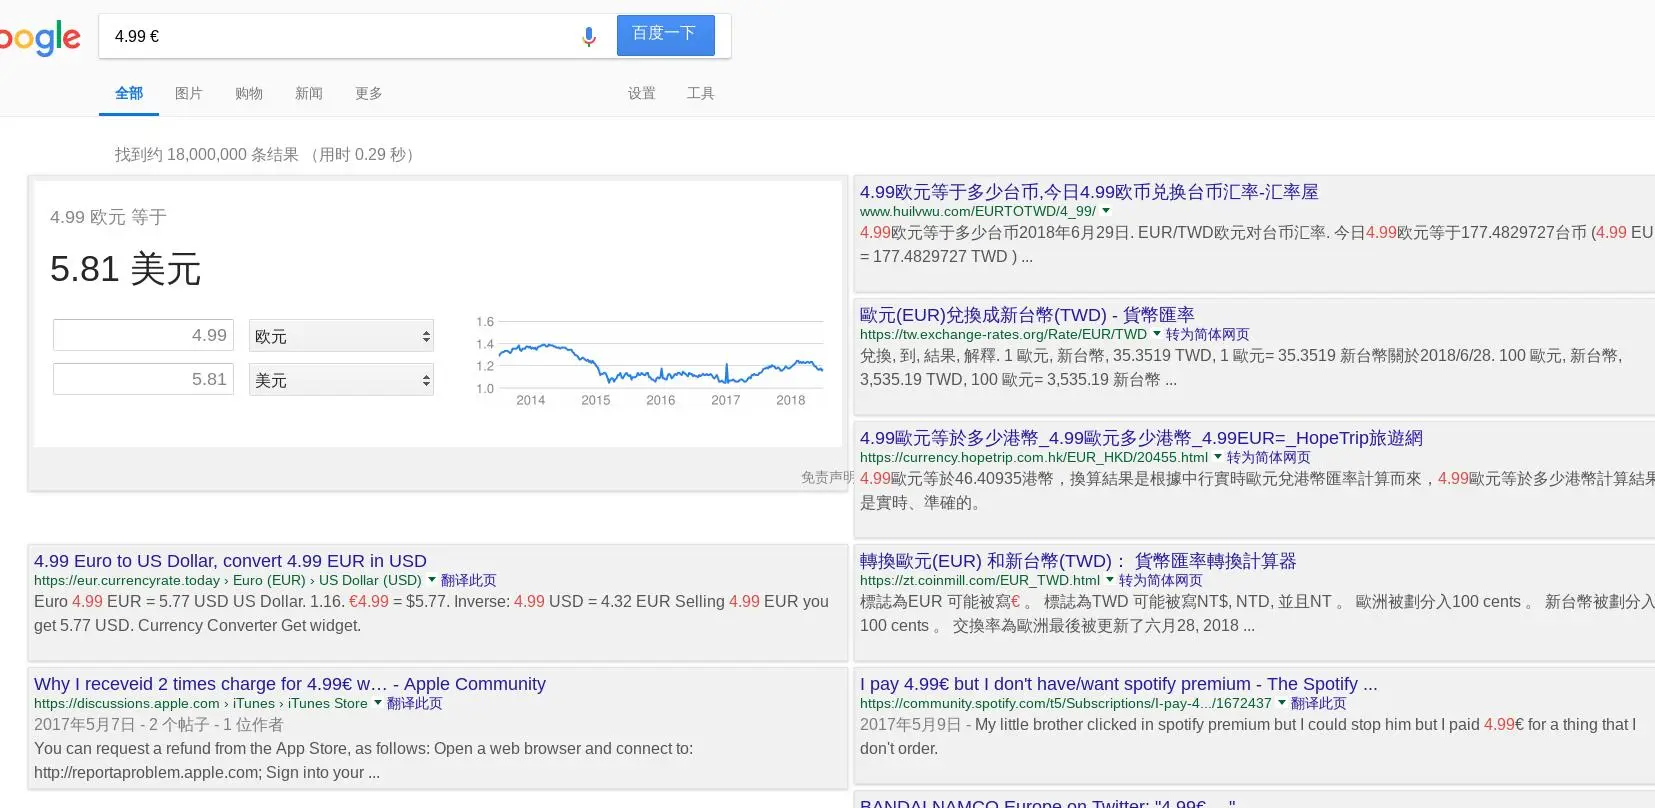 oogle
4.99 €
百度一下
全部 图片 购物 新闻 更多 设置 工具
找到约 18,000,000 条结果 （用时 0.29 秒）
4.99 欧元 等于
5.81 美元
4.99 欧元
5.81 美元
1.6
1.4
1.2
1.0
2014 2015 2016 2017 2018
免责声明
4.99 Euro to US Dollar, convert 4.99 EUR in USD
https://eur.currencyrate.today › Euro (EUR) › US Dollar (USD) 翻译此页
Euro 4.99 EUR = 5.77 USD US Dollar. 1.16. €4.99 = $5.77. Inverse: 4.99 USD = 4.32 EUR Selling 4.99 EUR you
get 5.77 USD. Currency Converter Get widget.
Why I receveid 2 times charge for 4.99€ w… - Apple Community
https://discussions.apple.com › iTunes › iTunes Store 翻译此页
2017年5月7日 - 2 个帖子 - 1 位作者
You can request a refund from the App Store, as follows: Open a web browser and connect to:
http://reportaproblem.apple.com; Sign into your ...
4.99欧元等于多少台币,今日4.99欧币兑换台币汇率-汇率屋
www.huilvwu.com/EURTOTWD/4_99/
4.99欧元等于多少台币2018年6月29日. EUR/TWD欧元对台币汇率. 今日4.99欧元等于177.4829727台币 (4.99 EU
= 177.4829727 TWD ) ...
歐元(EUR)兌換成新台幣(TWD) - 貨幣匯率
https://tw.exchange-rates.org/Rate/EUR/TWD 转为简体网页
兌換, 到, 結果, 解釋. 1 歐元, 新台幣, 35.3519 TWD, 1 歐元= 35.3519 新台幣關於2018/6/28. 100 歐元, 新台幣,
3,535.19 TWD, 100 歐元= 3,535.19 新台幣 ...
4.99歐元等於多少港幣_4.99歐元多少港幣_4.99EUR=_HopeTrip旅遊網
https://currency.hopetrip.com.hk/EUR_HKD/20455.html 转为简体网页
4.99歐元等於46.40935港幣，換算結果是根據中行實時歐元兌港幣匯率計算而來，4.99歐元等於多少港幣計算結果
是實時、準確的。
轉換歐元(EUR) 和新台幣(TWD)： 貨幣匯率轉換計算器
https://zt.coinmill.com/EUR_TWD.html 转为简体网页
標誌為EUR 可能被寫€ 。 標誌為TWD 可能被寫NT$, NTD, 並且NT 。 歐洲被劃分入100 cents 。 新台幣被劃分入
100 cents 。 交換率為歐洲最後被更新了六月28, 2018 ...
I pay 4.99€ but I don't have/want spotify premium - The Spotify ...
https://community.spotify.com/t5/Subscriptions/I-pay-4.../1672437 翻译此页
2017年5月9日 - My little brother clicked in spotify premium but I could stop him but I paid 4.99€ for a thing that I
don't order.
BANDAI NAMCO Europe on Twitter: "4.99€ ..."